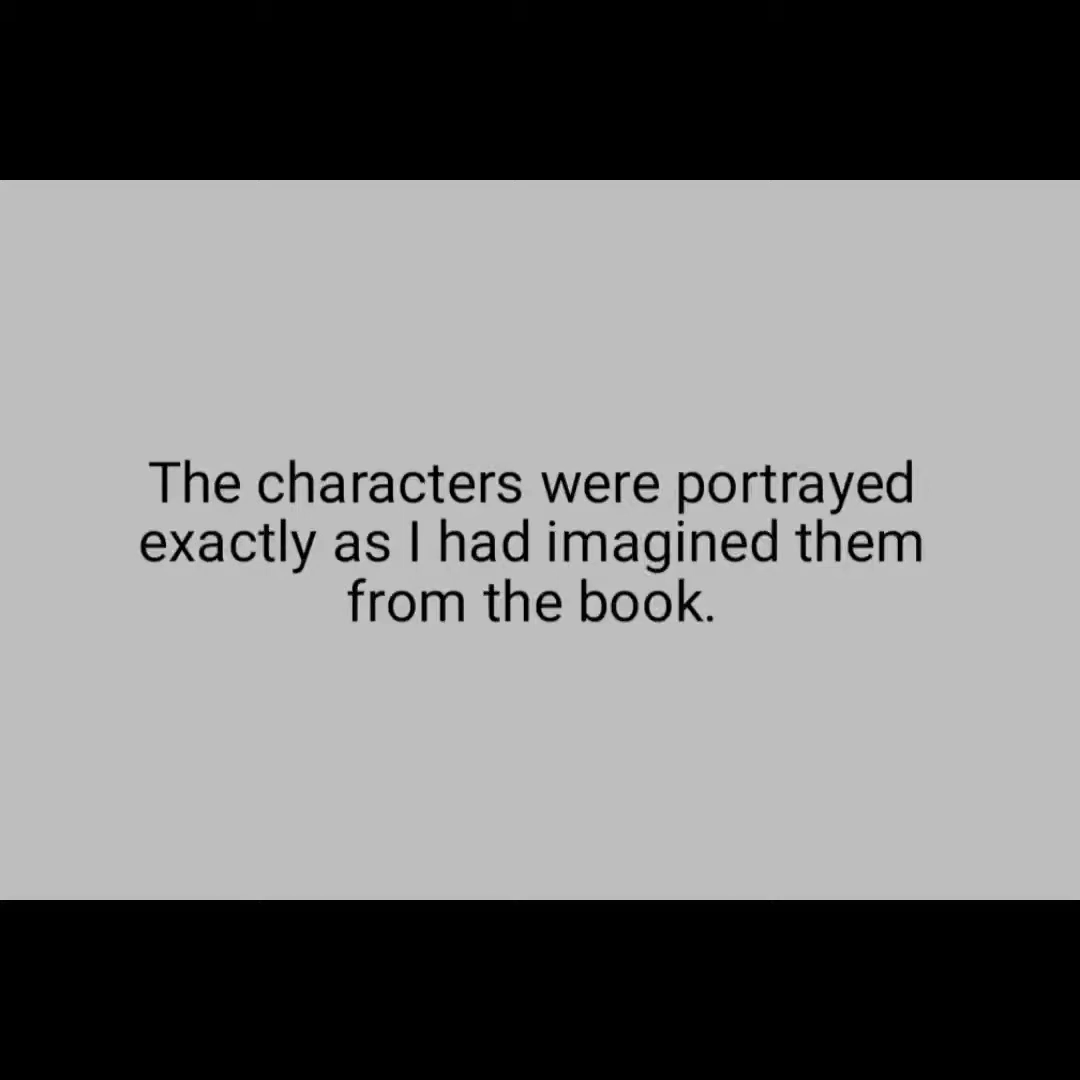 The characters were portrayed
exactly as I had imagined them
from the book.